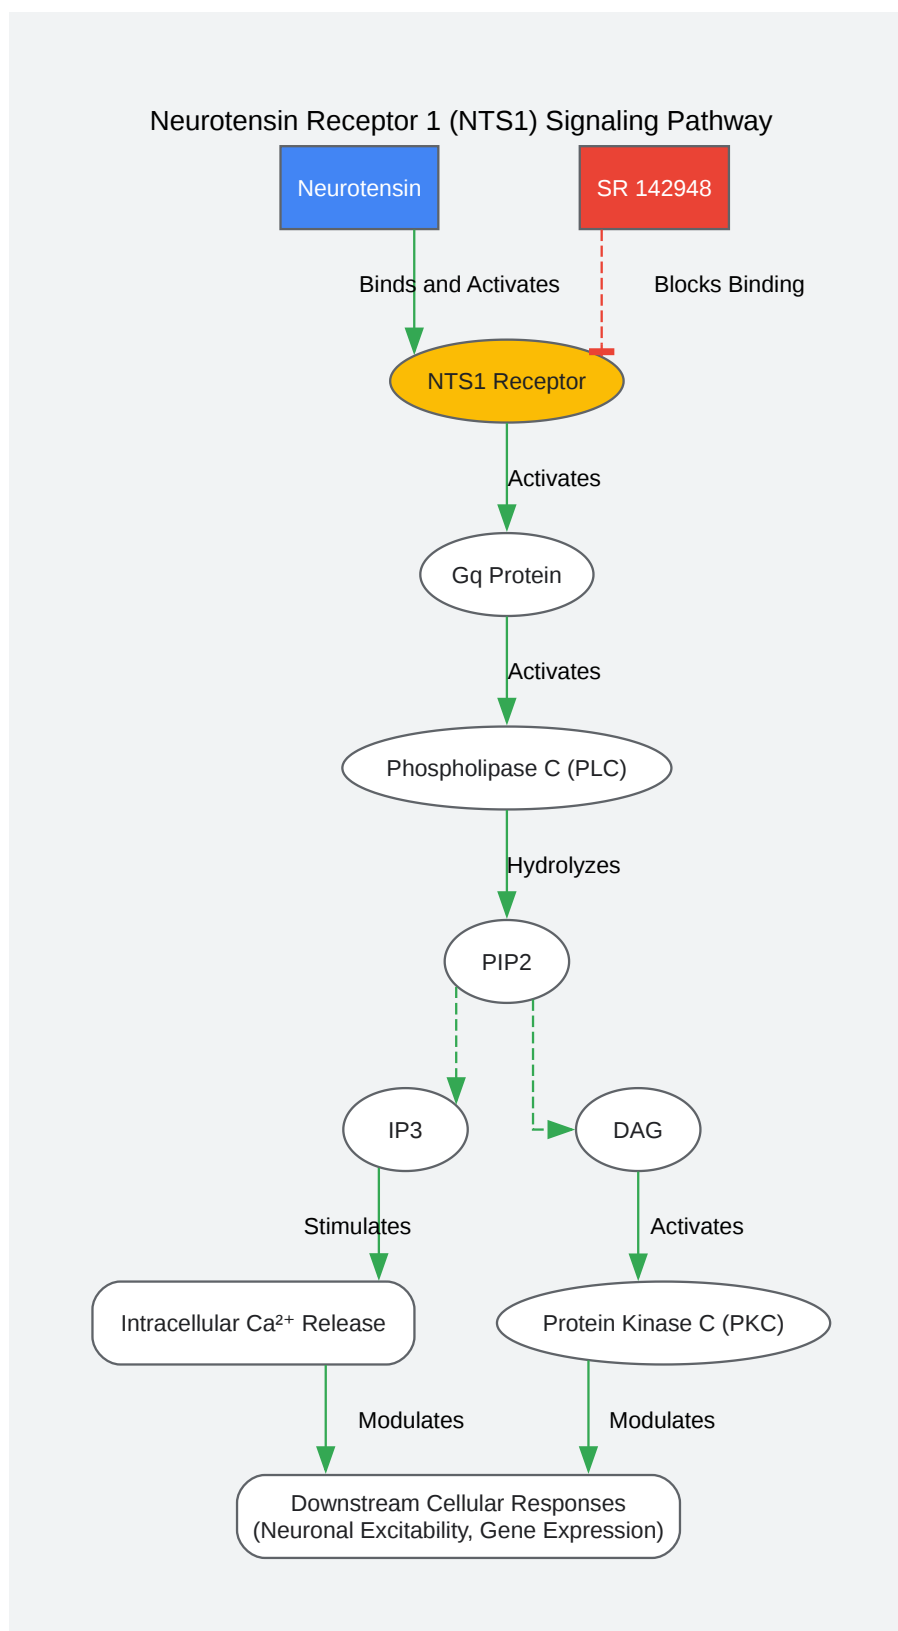 Neurotensin Receptor 1 (NTS1) Signaling Pathway
Neurotensin
SR 142948
Binds and Activates
Blocks Binding
NTS1 Receptor
Activates
Gq Protein
Activates
Phospholipase C (PLC)
Hydrolyzes
PIP2
IP3
DAG
Stimulates
Activates
Intracellular Ca²⁺ Release
Protein Kinase C (PKC)
Modulates
Modulates
Downstream Cellular Responses
(Neuronal Excitability, Gene Expression)